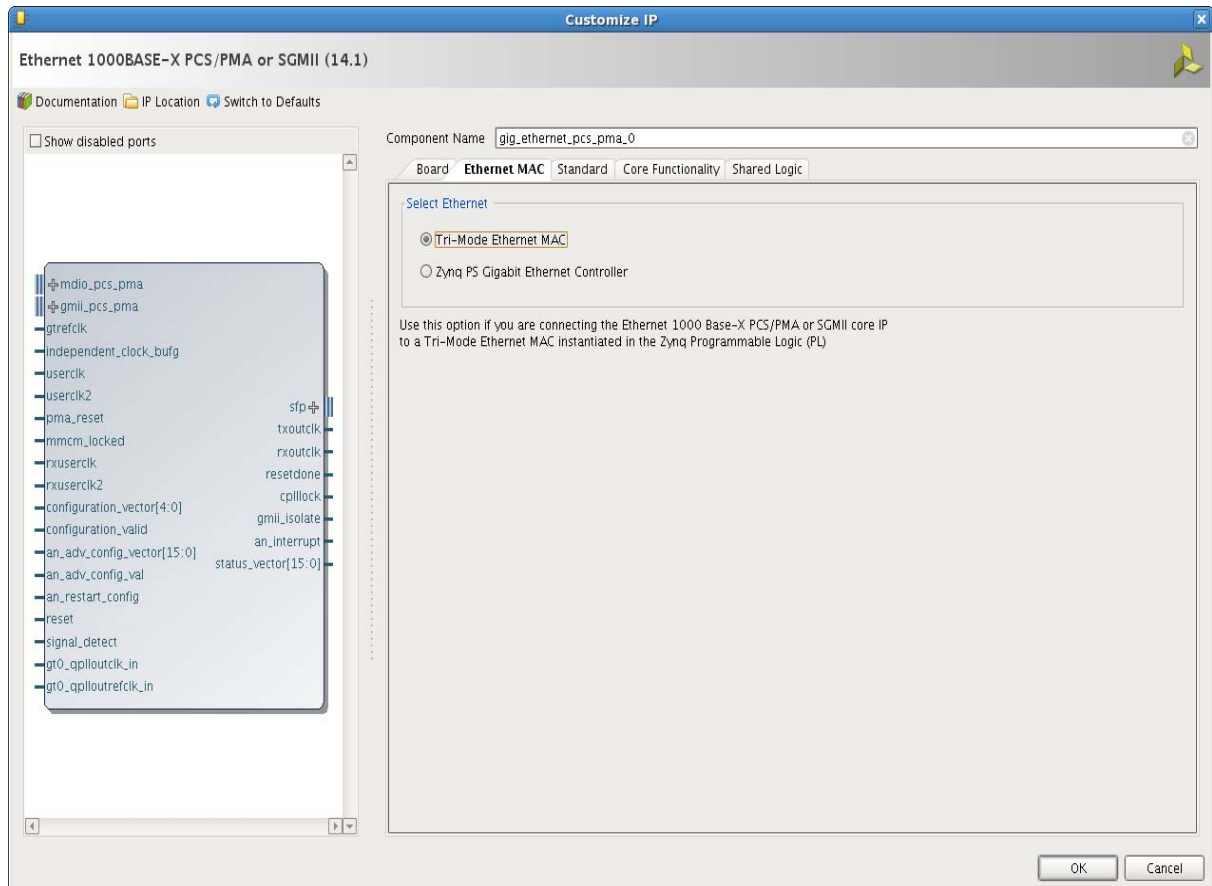 Customize IP
Ethernet 1000BASE-X PCS/PMA or SGMII (14.1)
Documentation IP Location Switch to Defaults
Show disabled ports
mdio_pcs_pma
gmii_pcs_pma
gtrefclk
independent_clock_bufg
userclk
userclk2
pma_reset
mmcm_locked
rxuserclk
rxuserclk2
configuration_vector[4:0]
configuration_valid
an_adv_config_vector[15:0]
an_adv_config_val
an_restart_config
reset
signal_detect
gt0_qplloutclk_in
gt0_qplloutrefclk_in
sfp
txoutclk
rxoutclk
resetdone
cplllock
gmii_isolate
an_interrupt
status_vector[15:0]
Component Name gig_ethernet_pcs_pma_0
Board Ethernet MAC Standard Core Functionality Shared Logic
Select Ethernet
Tri-Mode Ethernet MAC
Zynq PS Gigabit Ethernet Controller
Use this option if you are connecting the Ethernet 1000 Base-X PCS/PMA or SGMII core IP
to a Tri-Mode Ethernet MAC instantiated in the Zynq Programmable Logic (PL)
OK Cancel